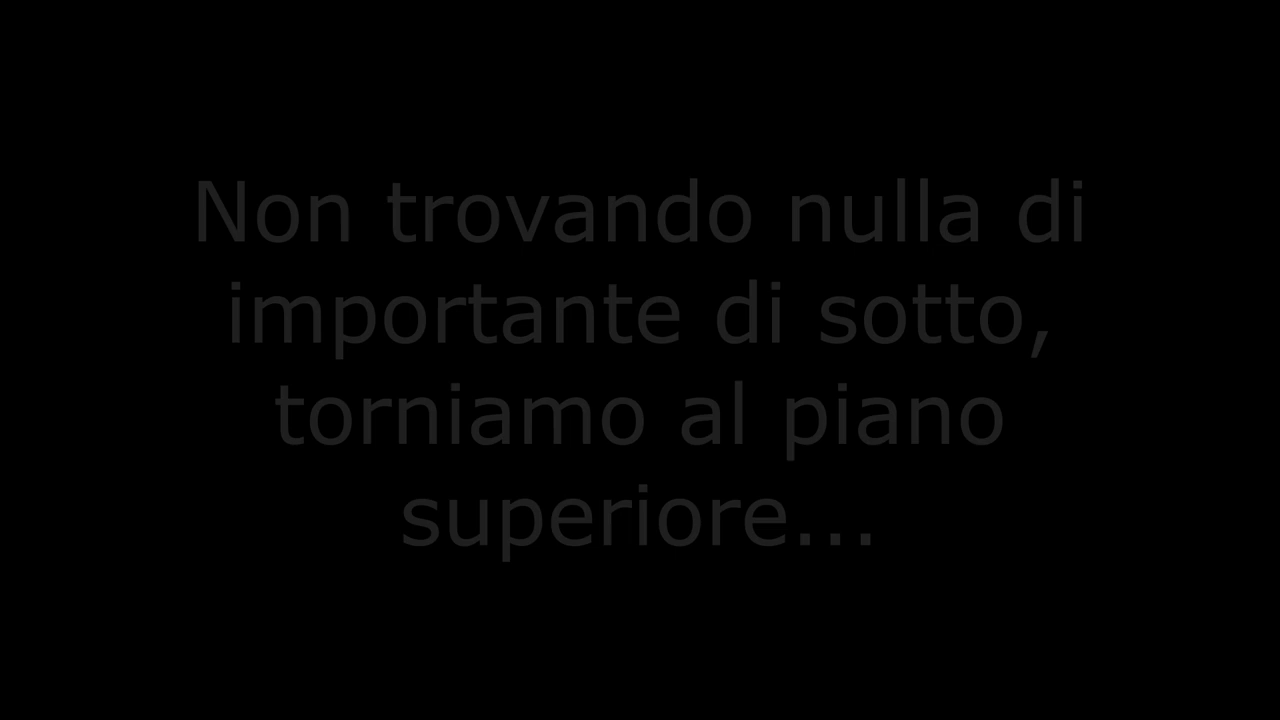 Non trovando nulla di
importante di sotto,
torniamo al piano
superiore...